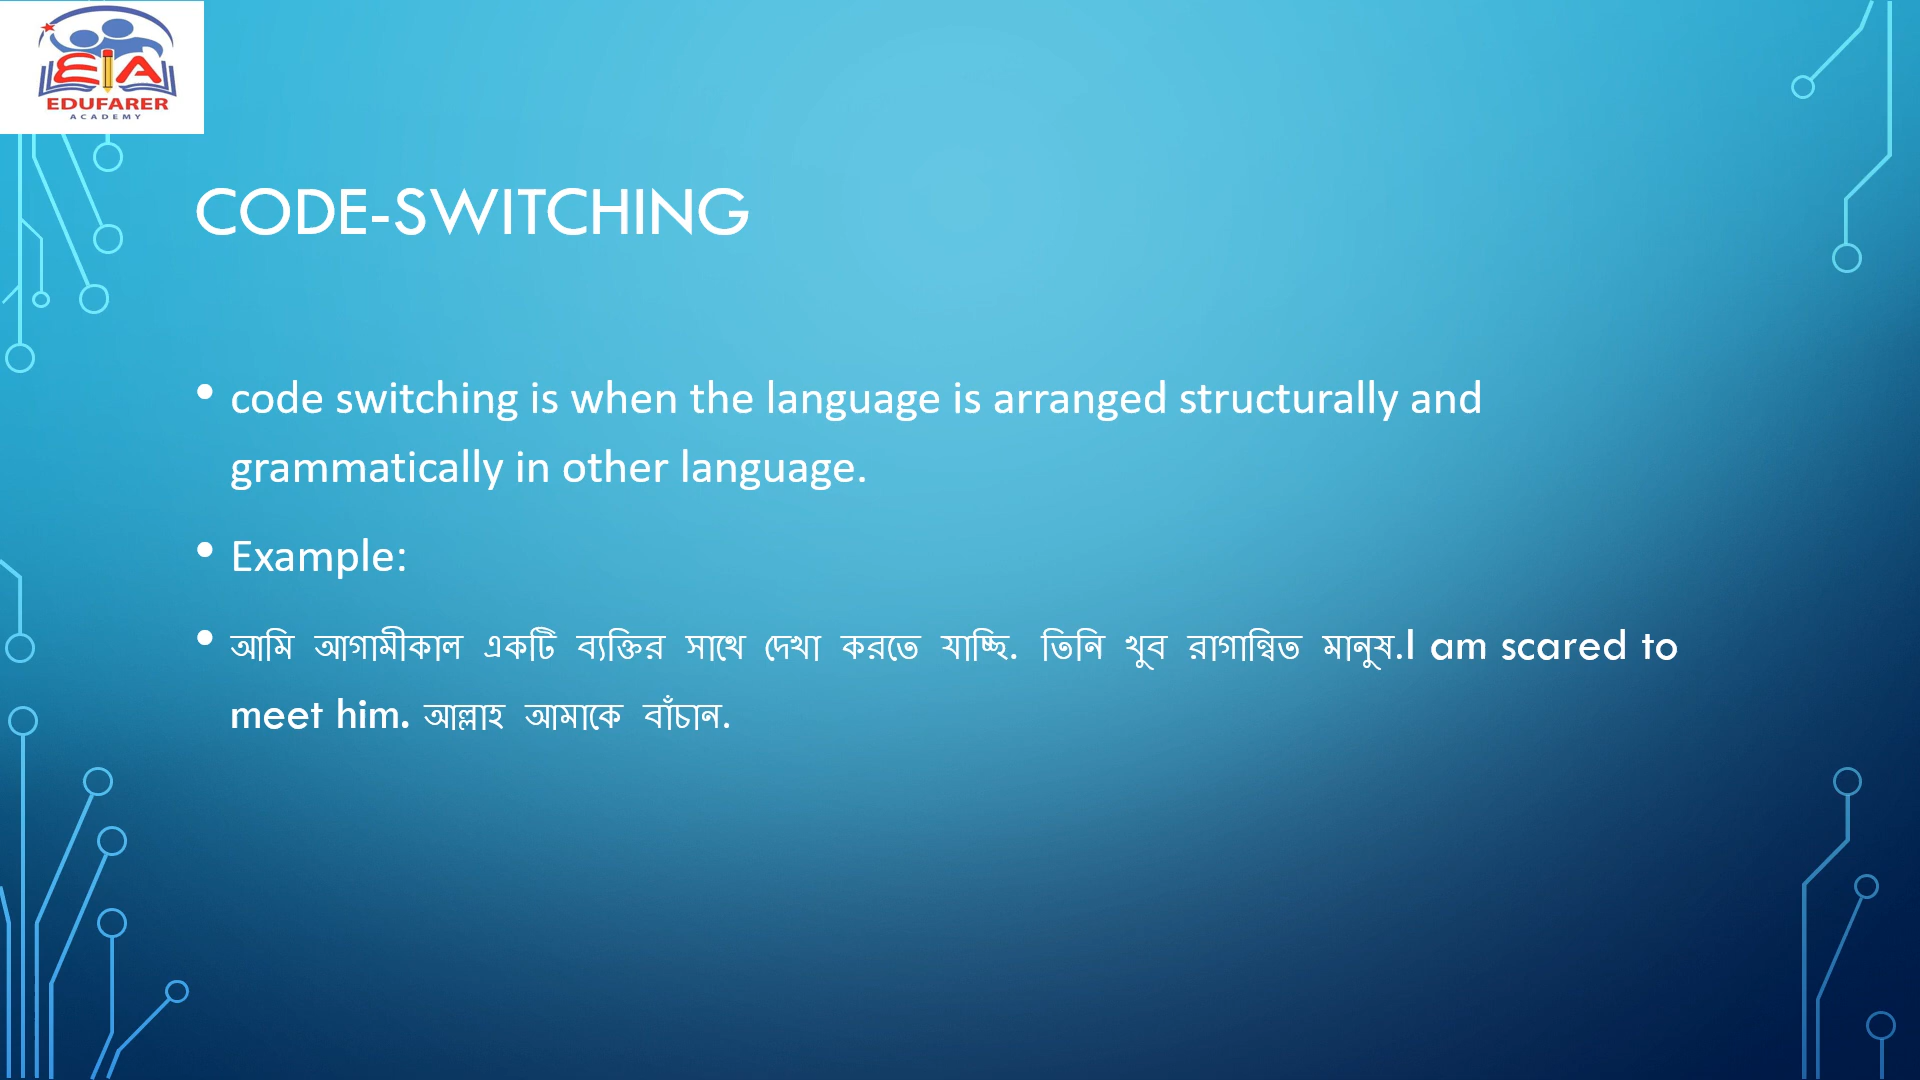 EIA
EDUFARER
ACADEMY
CODE-SWITCHING
• code switching is when the language is arranged structurally and
grammatically in other language.
• Example:
• আমি আগামীকাল একটি ব্যক্তির সাথে দেখা করতে যাচ্ছি. তিনি খুব রাগান্বিত মানুষ.I am scared to
meet him. আল্লাহ আমাকে বাঁচান.